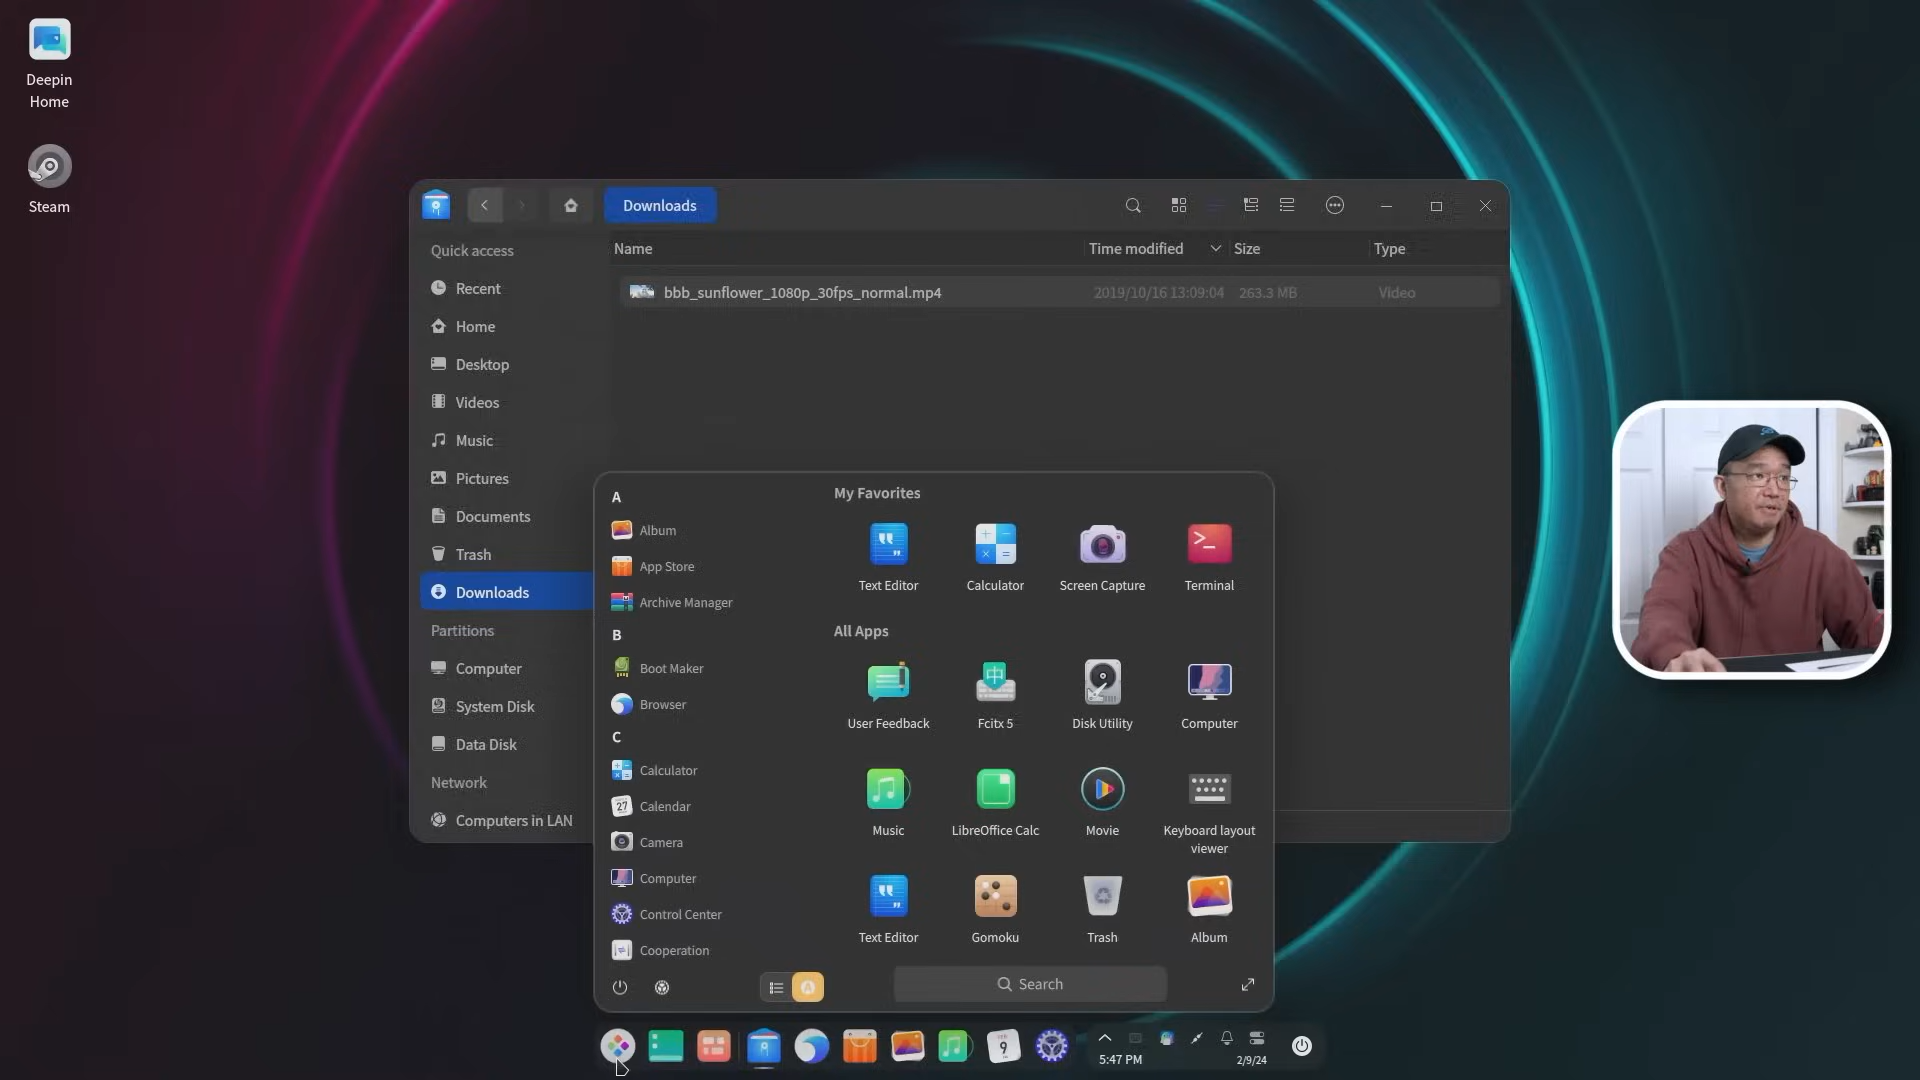 Deepin
Home
Steam
Downloads
Quick access
Recent
Home
Desktop
Videos
Music
Pictures
Documents
Trash
Downloads
Partitions
Computer
System Disk
Data Disk
Network
Computers in LAN
Name
Time modified
Size
Type
bbb_sunflower_1080p_30fps_normal.mp4
2019/10/16 13:09:04
263.3 MB
Video
A
Album
App Store
Archive Manager
B
Boot Maker
Browser
C
Calculator
Calendar
Camera
Computer
Control Center
Cooperation
My Favorites
Text Editor
Calculator
Screen Capture
Terminal
All Apps
User Feedback
Fcitx 5
Disk Utility
Computer
Music
LibreOffice Calc
Movie
Keyboard layout
viewer
Text Editor
Gomoku
Trash
Album
Search
9
5:47 PM
2/9/24